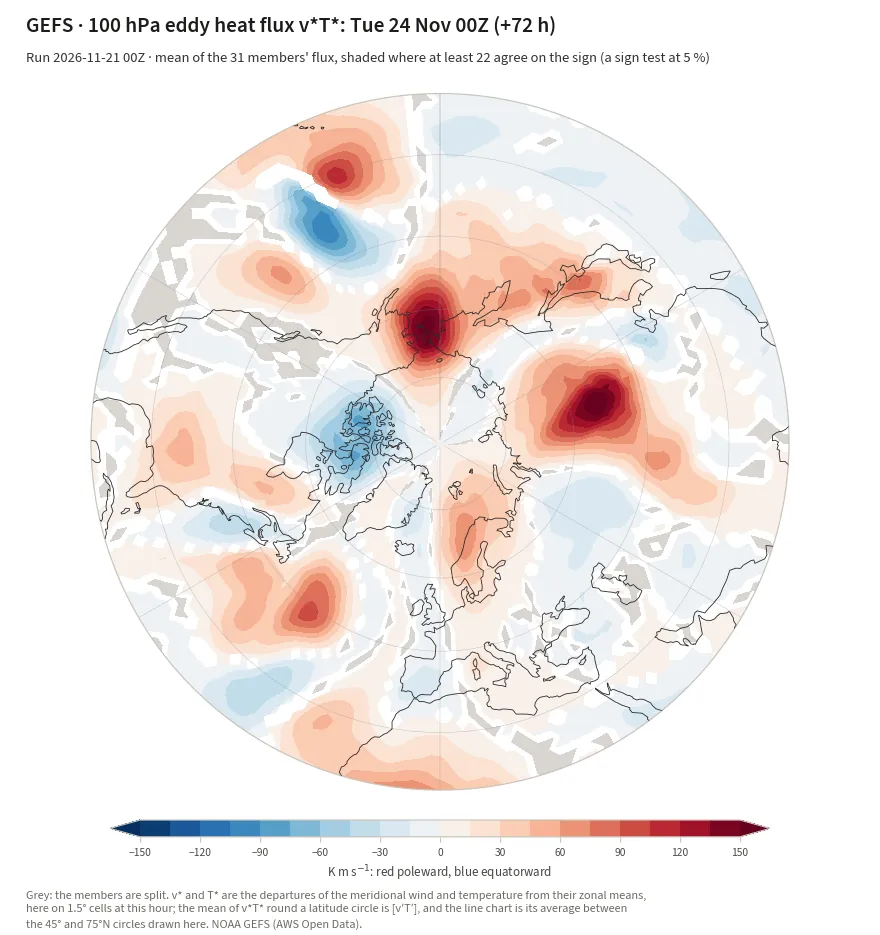 GEFS · 100 hPa eddy heat flux v*T*: Tue 24 Nov 00Z (+72 h)
Run 2026-11-21 00Z · mean of the 31 members' flux, shaded where at least 22 agree on the sign (a sign test at 5 %)
−150 −120 −90 −60 −30 0 30 60 90 120 150
K m s⁻¹: red poleward, blue equatorward
Grey: the members are split. v* and T* are the departures of the meridional wind and temperature from their zonal means,
here on 1.5° cells at this hour; the mean of v*T* round a latitude circle is [v′T′], and the line chart is its average between
the 45° and 75°N circles drawn here. NOAA GEFS (AWS Open Data).